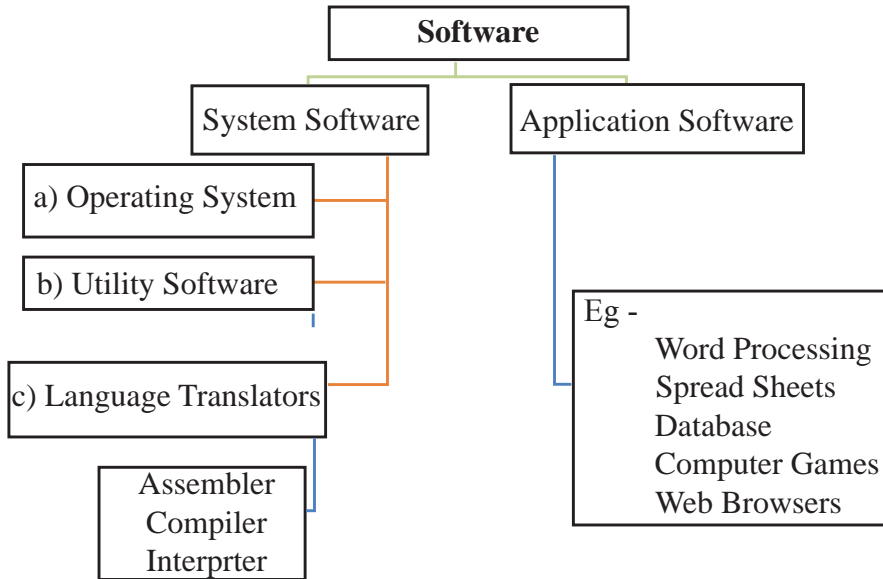 Software
System Software
Application Software
a) Operating System
b) Utility Software
c) Language Translators
Assembler
Compiler
Interprter
Eg -
Word Processing
Spread Sheets
Database
Computer Games
Web Browsers